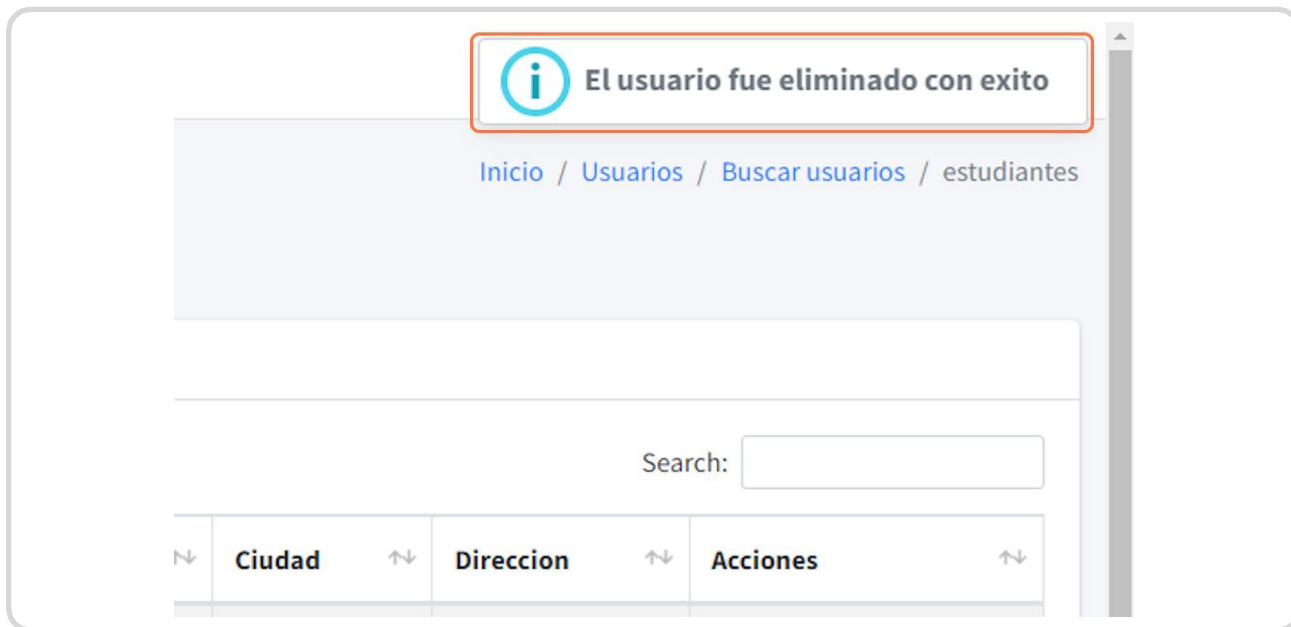 El usuario fue eliminado con exito
Inicio / Usuarios / Buscar usuarios / estudiantes
Search:
Ciudad Direccion Acciones